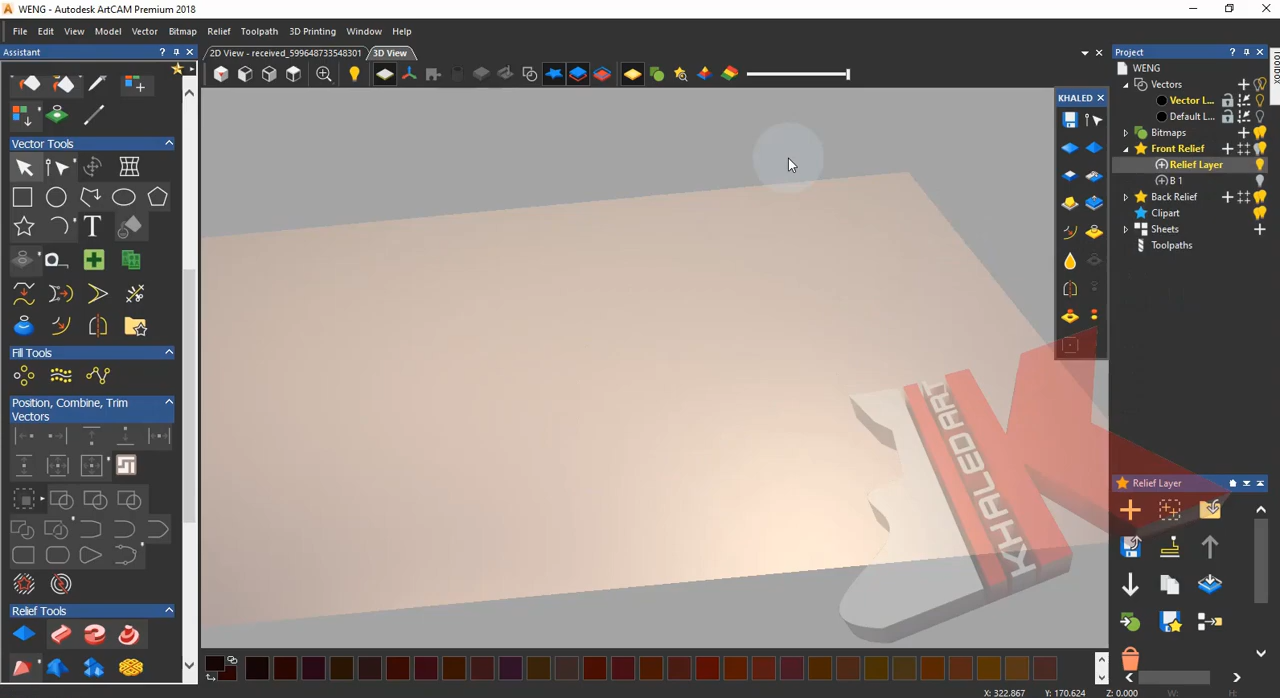 WENG - Autodesk ArtCAM Premium 2018
File Edit View Model Vector Bitmap Relief Toolpath 3D Printing Window Help
Assistant
2D View - received_599648733548301
3D View
Project
Toolbox
WENG
Vectors
Vector L...
Default L...
Bitmaps
Front Relief
Relief Layer
B 1
Back Relief
Clipart
Sheets
Toolpaths
KHALED
Vector Tools
Fill Tools
Position, Combine, Trim
Vectors
Relief Tools
KHALED ART
Relief Layer
X: 322.867 Y: 170.624 Z: 0.000 W: H: